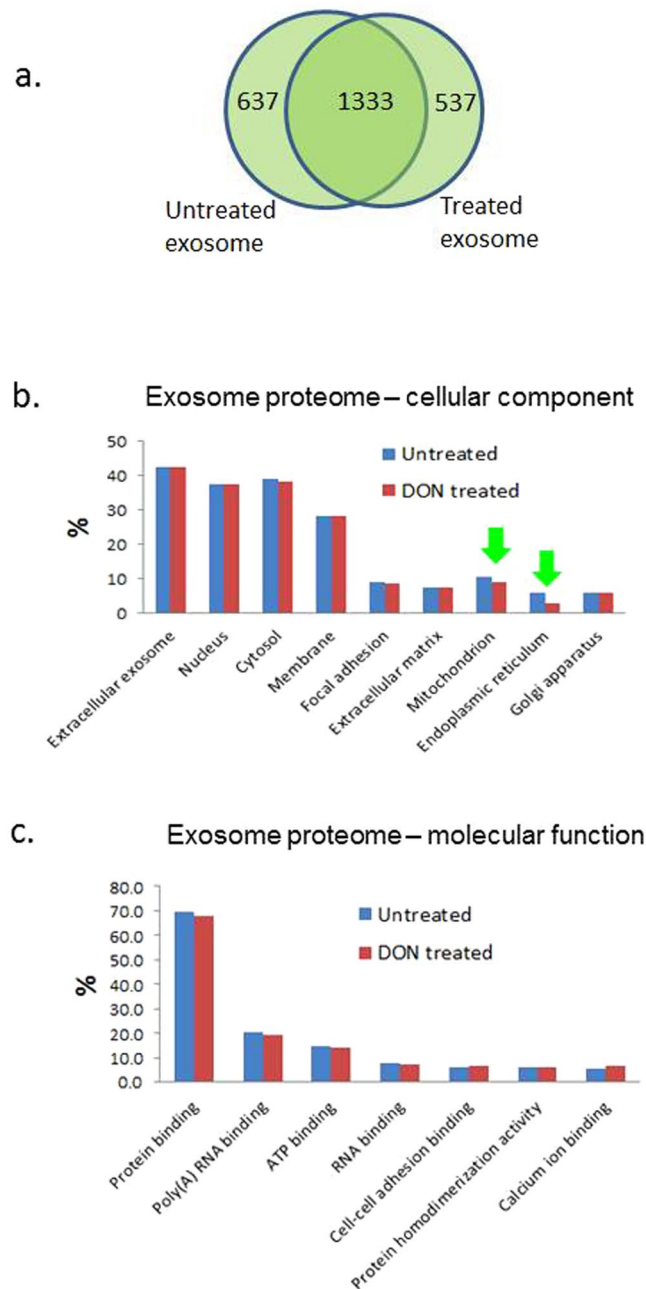 a.
637 1333 537
Untreated
exosome
Treated
exosome
b.
Exosome proteome – cellular component
50
40
30
20
10
0
%
Untreated
DON treated
Extracellular exosome
Nucleus
Cytosol
Membrane
Focal adhesion
Extracellular matrix
Mitochondrion
Endoplasmic reticulum
Golgi apparatus
c.
Exosome proteome – molecular function
80.0
70.0
60.0
50.0
40.0
30.0
20.0
10.0
0.0
%
Untreated
DON treated
Protein binding
Poly(A) RNA binding
ATP binding
RNA binding
Cell-cell adhesion binding
Protein homodimerization activity
Calcium ion binding